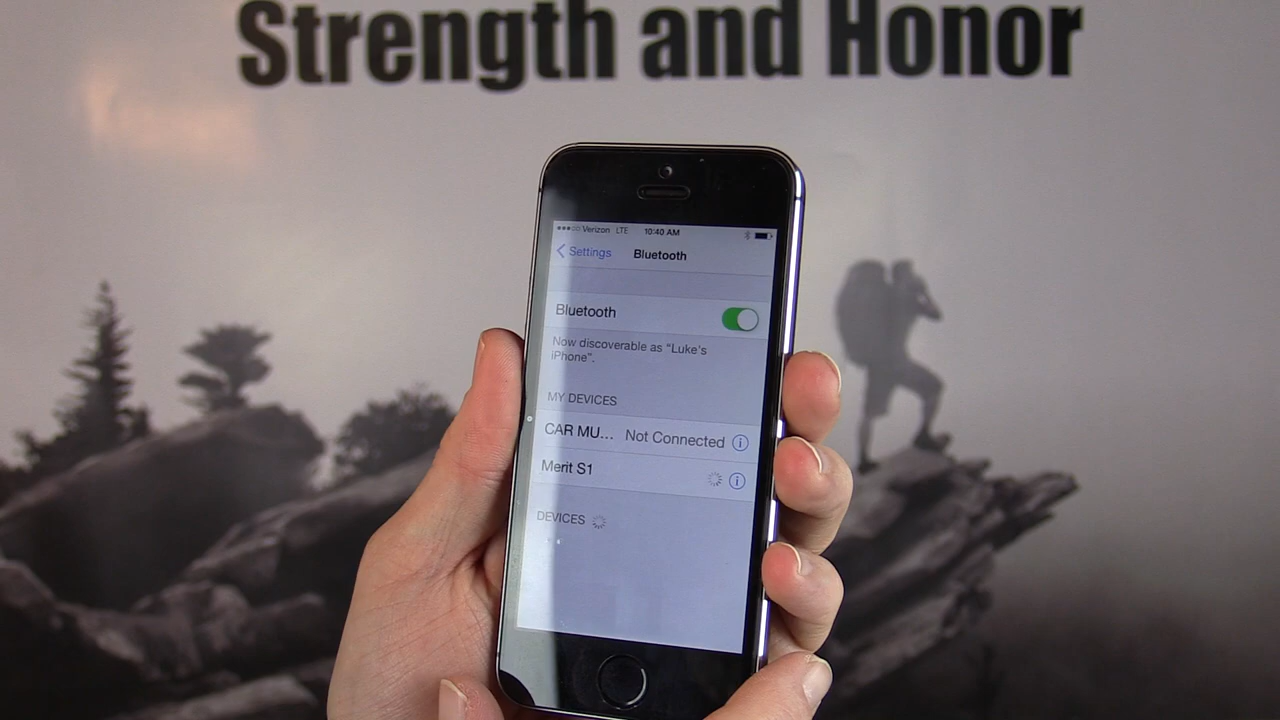 Strength and Honor
Verizon LTE 10:40 AM
Settings Bluetooth
Bluetooth
Now discoverable as "Luke's
iPhone".
MY DEVICES
CAR MU... Not Connected
Merit S1
DEVICES